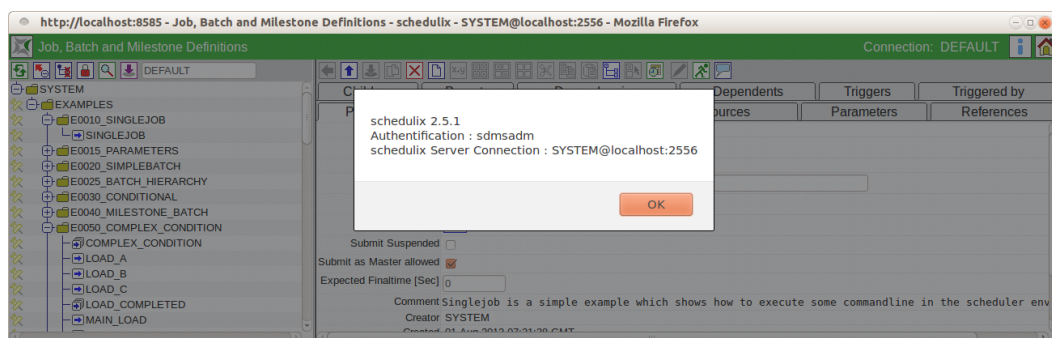 http://localhost:8585 - Job, Batch and Milestone Definitions - schedulix - SYSTEM@localhost:2556 - Mozilla Firefox
Job, Batch and Milestone Definitions
Connection: DEFAULT
DEFAULT
SYSTEM
EXAMPLES
E0010_SINGLEJOB
SINGLEJOB
E0015_PARAMETERS
E0020_SIMPLEBATCH
E0025_BATCH_HIERARCHY
E0030_CONDITIONAL
E0040_MILESTONE_BATCH
E0050_COMPLEX_CONDITION
COMPLEX_CONDITION
LOAD_A
LOAD_B
LOAD_C
LOAD_COMPLETED
MAIN_LOAD
Dependents Triggers Triggered by
Parameters References
schedulix 2.5.1
Authentification : sdmsadm
schedulix Server Connection : SYSTEM@localhost:2556
OK
Submit Suspended
Submit as Master allowed
Expected Finaltime [Sec] 0
Comment Singlejob is a simple example which shows how to execute some commandline in the scheduler env
Creator SYSTEM